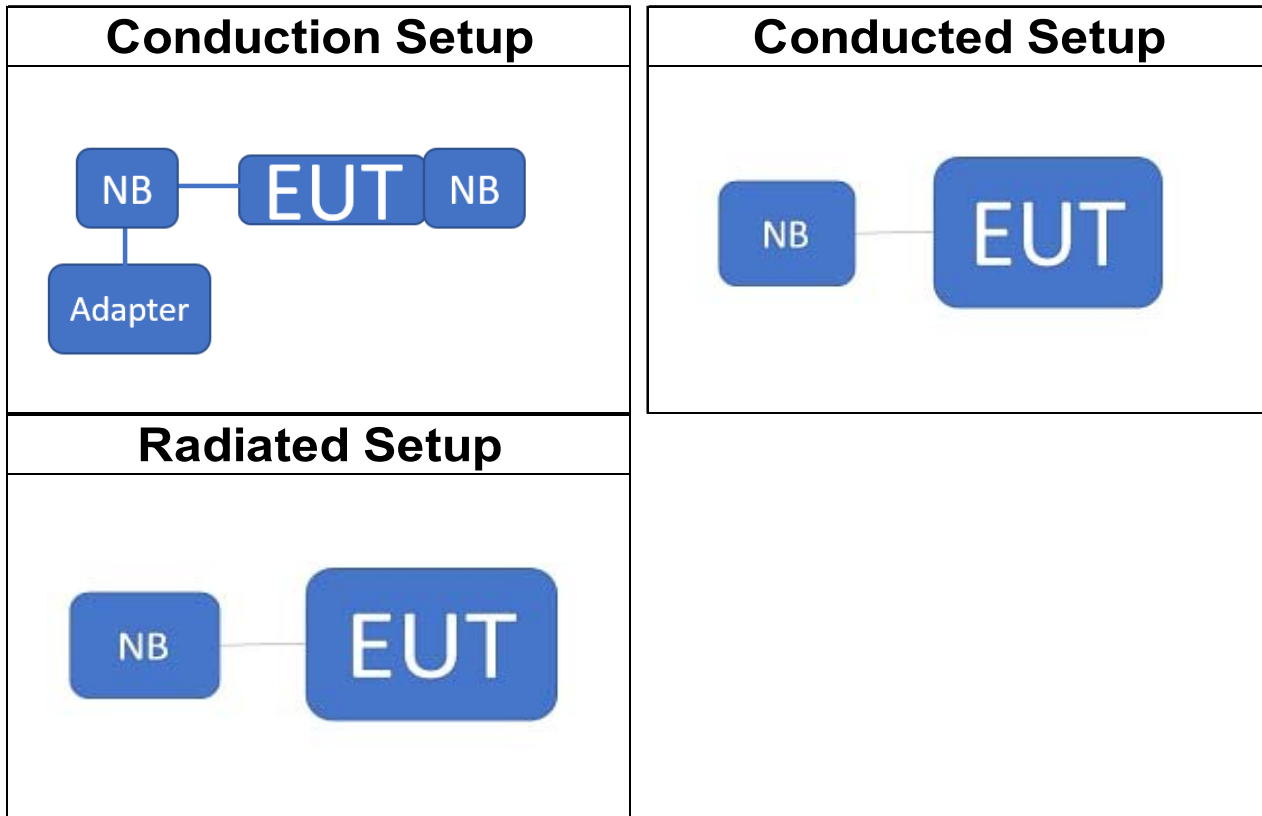 Conduction Setup
NB
EUT
NB
Adapter
Conducted Setup
NB
EUT
Radiated Setup
NB
EUT